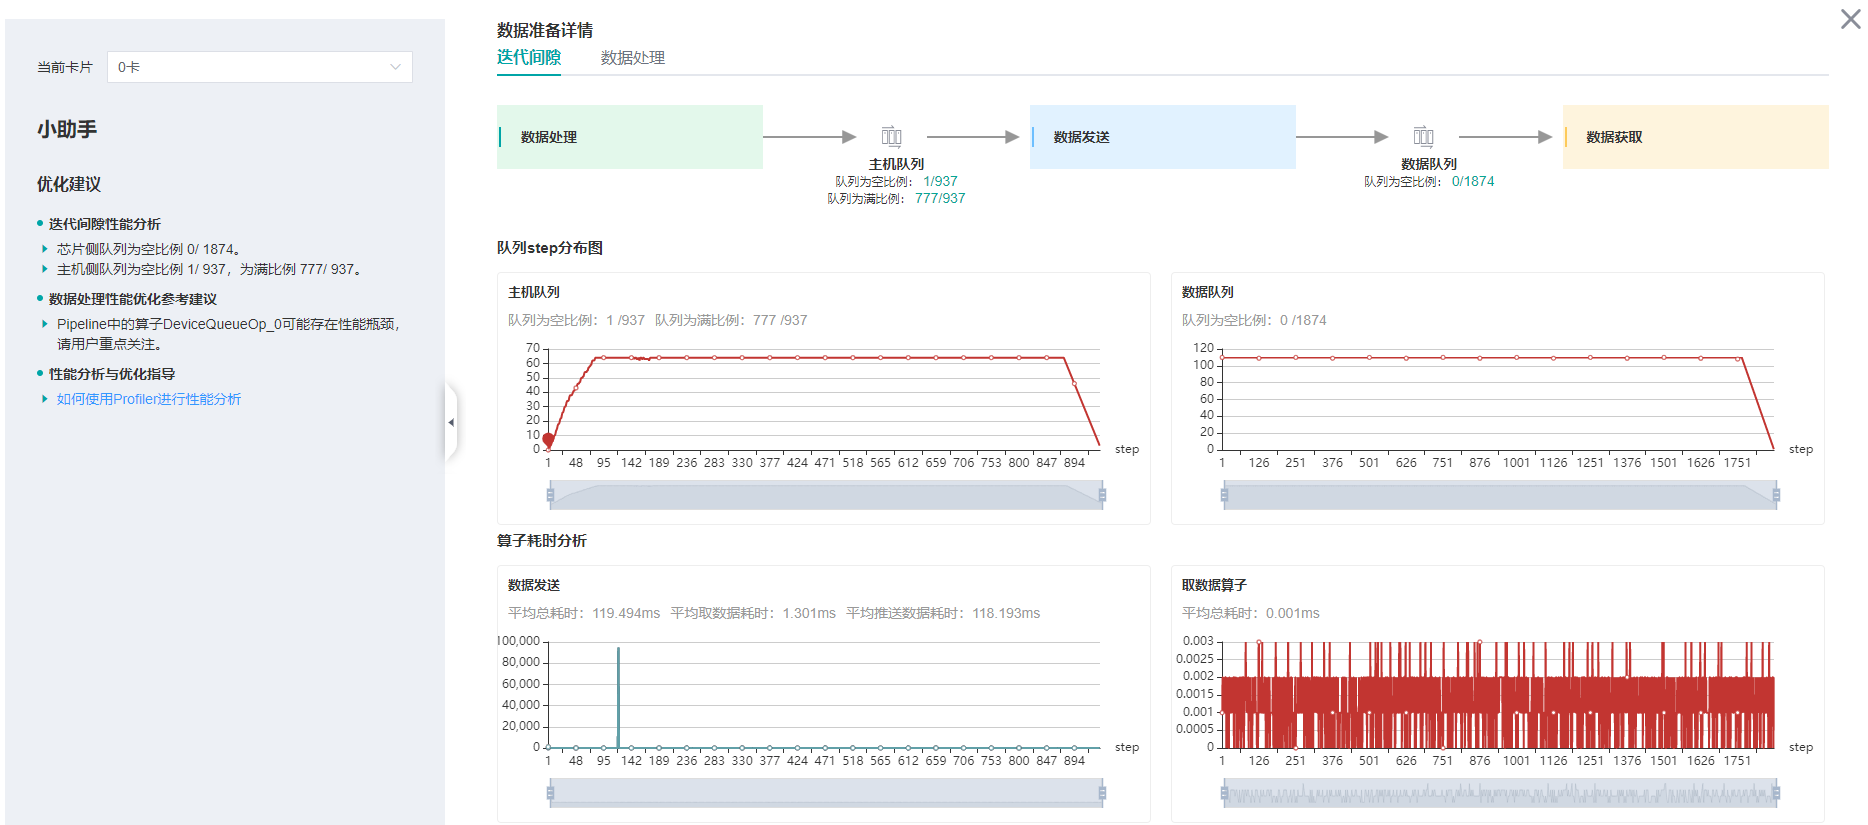 当前卡片
0卡
小助手
优化建议
迭代间隙性能分析
芯片侧队列为空比例 0/ 1874。
主机侧队列为空比例 1/ 937，为满比例 777/ 937。
数据处理性能优化参考建议
Pipeline中的算子DeviceQueueOp_0可能存在性能瓶颈，
请用户重点关注。
性能分析与优化指导
如何使用Profiler进行性能分析
数据准备详情
迭代间隙 数据处理
数据处理
主机队列
队列为空比例： 1/937
队列为满比例： 777/937
数据发送
数据队列
队列为空比例： 0/1874
数据获取
队列step分布图
主机队列
队列为空比例：1 /937 队列为满比例：777 /937
70
60
50
40
30
20
10
0
1 48 95 142 189 236 283 330 377 424 471 518 565 612 659 706 753 800 847 894
step
数据队列
队列为空比例：0 /1874
120
100
80
60
40
20
0
1 126 251 376 501 626 751 876 1001 1126 1251 1376 1501 1626 1751
step
算子耗时分析
数据发送
平均总耗时：119.494ms 平均取数据耗时：1.301ms 平均推送数据耗时：118.193ms
100,000
80,000
60,000
40,000
20,000
0
1 48 95 142 189 236 283 330 377 424 471 518 565 612 659 706 753 800 847 894
step
取数据算子
平均总耗时：0.001ms
0.003
0.0025
0.002
0.0015
0.001
0.0005
0
1 126 251 376 501 626 751 876 1001 1126 1251 1376 1501 1626 1751
step